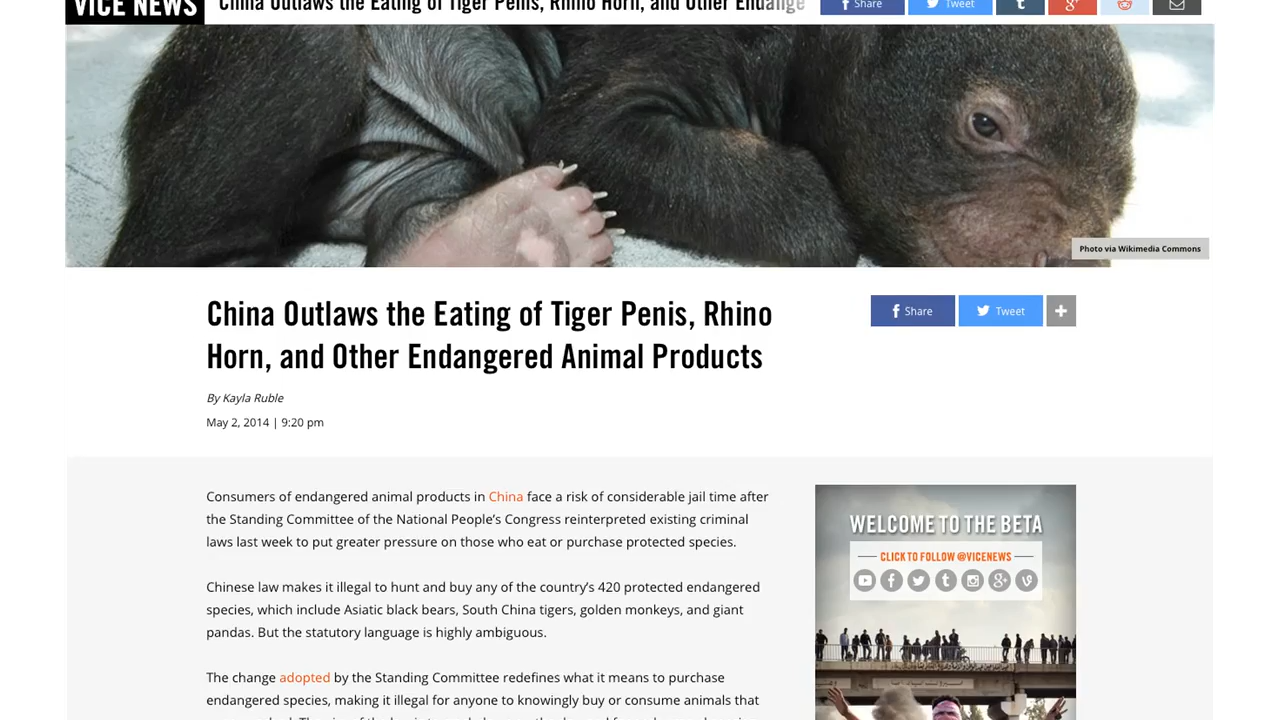 VICE NEWS
China Outlaws the Eating of Tiger Penis, Rhino Horn, and Other Endange
Share
Tweet
Photo via Wikimedia Commons
China Outlaws the Eating of Tiger Penis, Rhino
Horn, and Other Endangered Animal Products
Share
Tweet
By Kayla Ruble
May 2, 2014 | 9:20 pm
Consumers of endangered animal products in China face a risk of considerable jail time after
the Standing Committee of the National People's Congress reinterpreted existing criminal
laws last week to put greater pressure on those who eat or purchase protected species.
Chinese law makes it illegal to hunt and buy any of the country's 420 protected endangered
species, which include Asiatic black bears, South China tigers, golden monkeys, and giant
pandas. But the statutory language is highly ambiguous.
The change adopted by the Standing Committee redefines what it means to purchase
endangered species, making it illegal for anyone to knowingly buy or consume animals that
WELCOME TO THE BETA
CLICK TO FOLLOW @VICENEWS